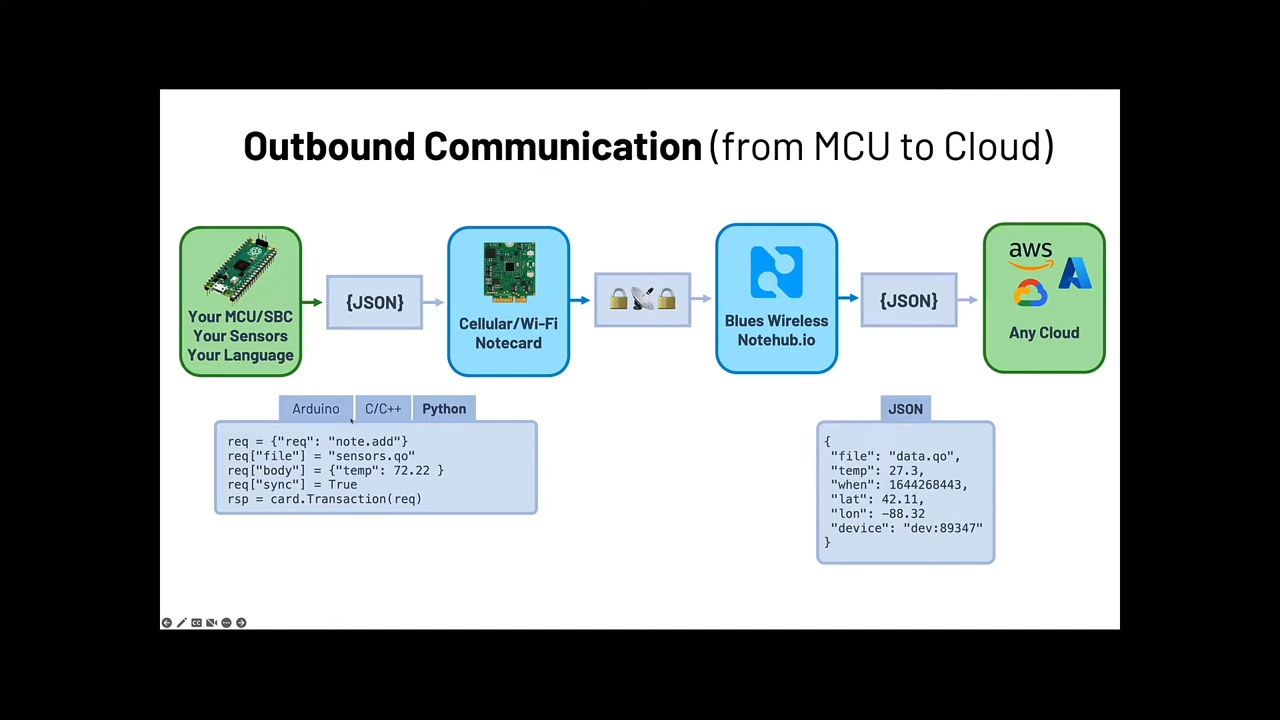 Outbound Communication (from MCU to Cloud)
Your MCU/SBC
Your Sensors
Your Language
{JSON}
Cellular/Wi-Fi
Notecard
Blues Wireless
Notehub.io
{JSON}
aws
Any Cloud
Arduino
C/C++
Python
req = {"req": "note.add"}
req["file"] = "sensors.qo"
req["body"] = {"temp": 72.22 }
req["sync"] = True
rsp = card.Transaction(req)
JSON
{
"file": "data.qo",
"temp": 27.3,
"when": 1644268443,
"lat": 42.11,
"lon": -88.32
"device": "dev:89347"
}